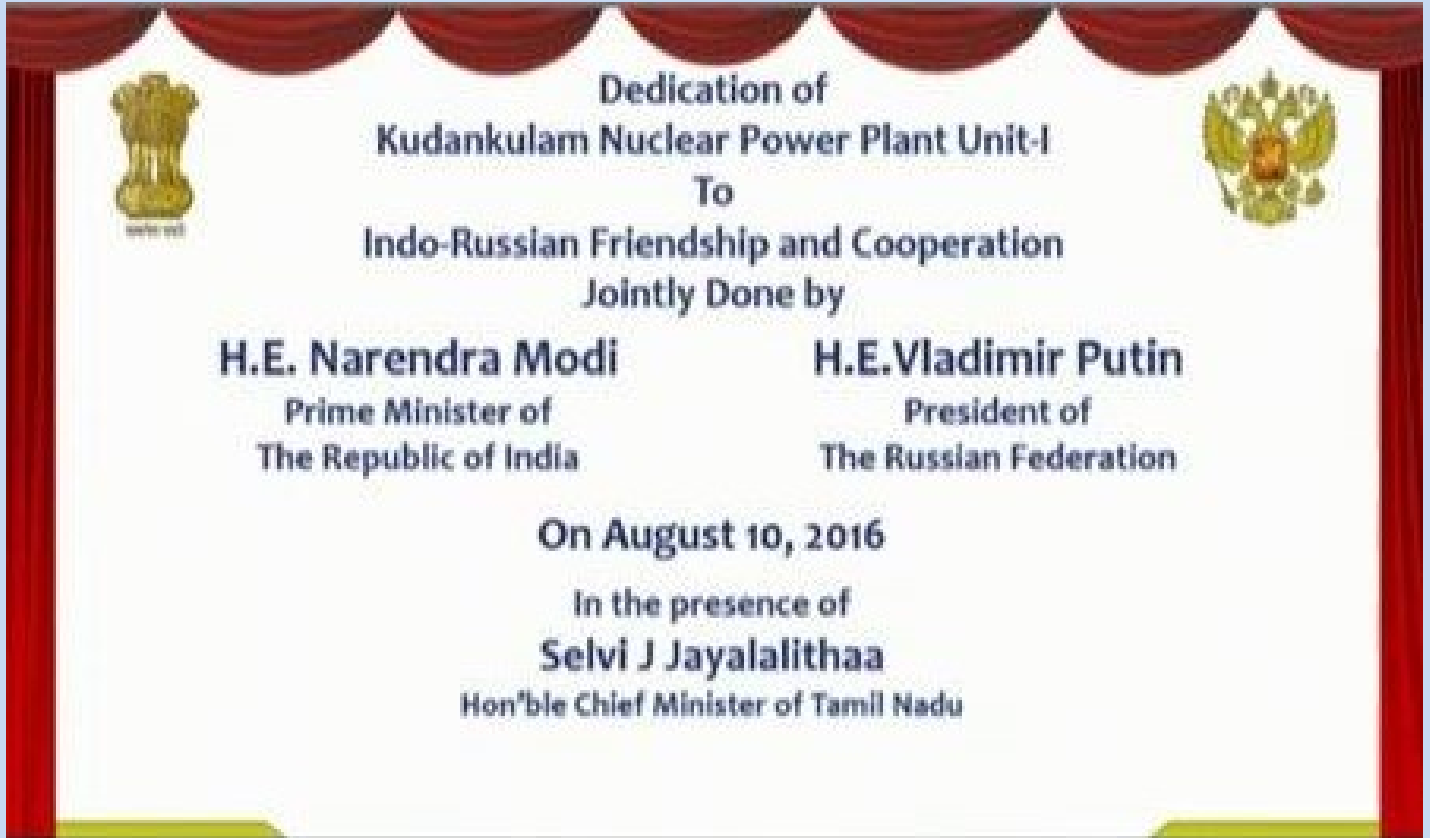 Dedication of
Kudankulam Nuclear Power Plant Unit-I
To
Indo-Russian Friendship and Cooperation
Jointly Done by
H.E. Narendra Modi
Prime Minister of
The Republic of India
H.E.Vladimir Putin
President of
The Russian Federation
On August 10, 2016
In the presence of
Selvi J Jayalalithaa
Hon'ble Chief Minister of Tamil Nadu